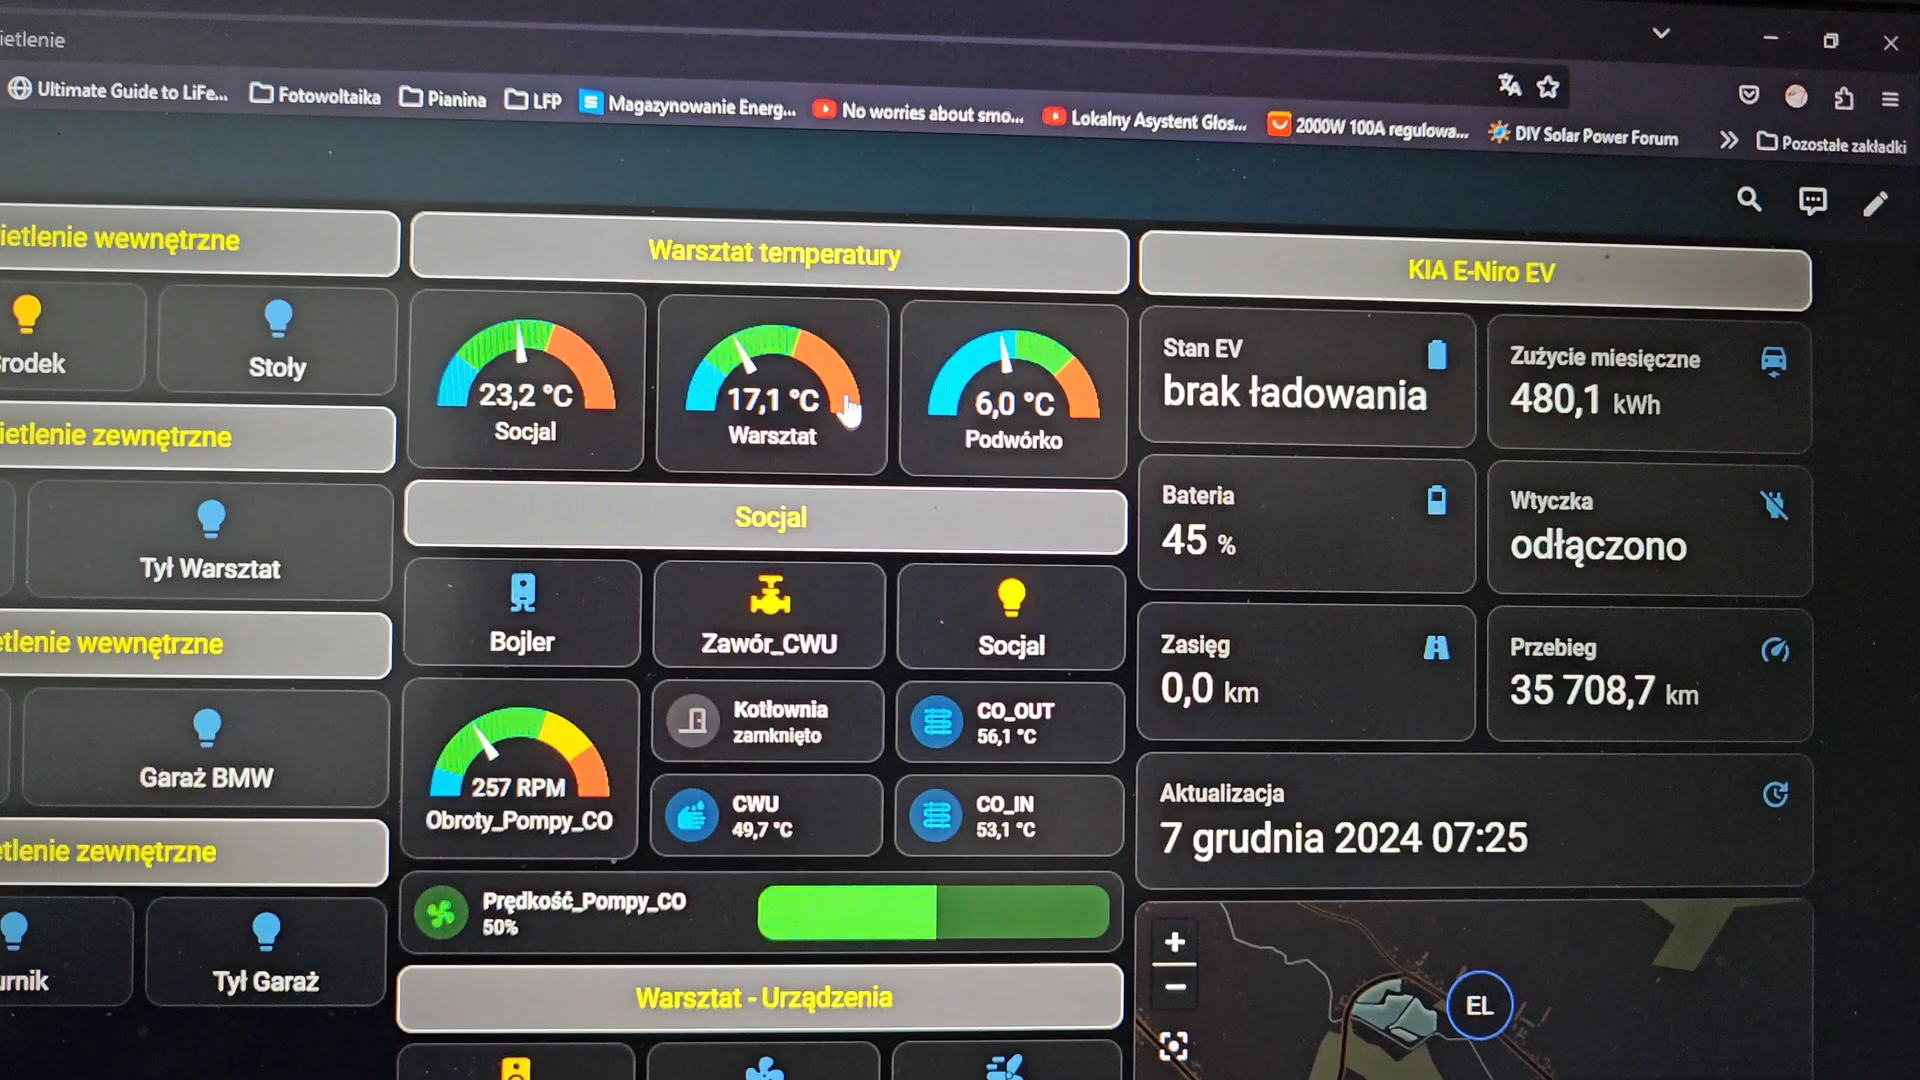 ietlenie
Ultimate Guide to LiFe...
Fotowoltaika
Pianina
LFP
Magazynowanie Energ...
No worries about smo...
Lokalny Asystent Głos...
2000W 100A regulowa...
DIY Solar Power Forum
Pozostałe zakładki
ietlenie wewnętrzne
rodek
Stoły
ietlenie zewnętrzne
Tył Warsztat
etlenie wewnętrzne
Garaż BMW
etlenie zewnętrzne
urnik
Tył Garaż
Warsztat temperatury
23,2 °C
Socjal
17,1 °C
Warsztat
6,0 °C
Podwórko
Socjal
Bojler
Zawór_CWU
Socjal
257 RPM
Obroty_Pompy_CO
Kotłownia
zamknięto
CO_OUT
56,1 °C
CWU
49,7 °C
CO_IN
53,1 °C
Prędkość_Pompy_CO
50%
Warsztat - Urządzenia
KIA E-Niro EV
Stan EV
brak ładowania
Zużycie miesięczne
480,1 kWh
Bateria
45 %
Wtyczka
odłączono
Zasięg
0,0 km
Przebieg
35 708,7 km
Aktualizacja
7 grudnia 2024 07:25
+
−
EL